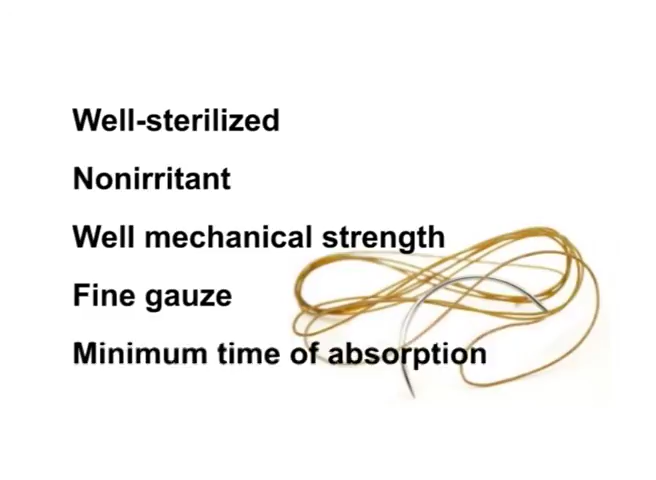 Well-sterilized
Nonirritant
Well mechanical strength
Fine gauze
Minimum time of absorption